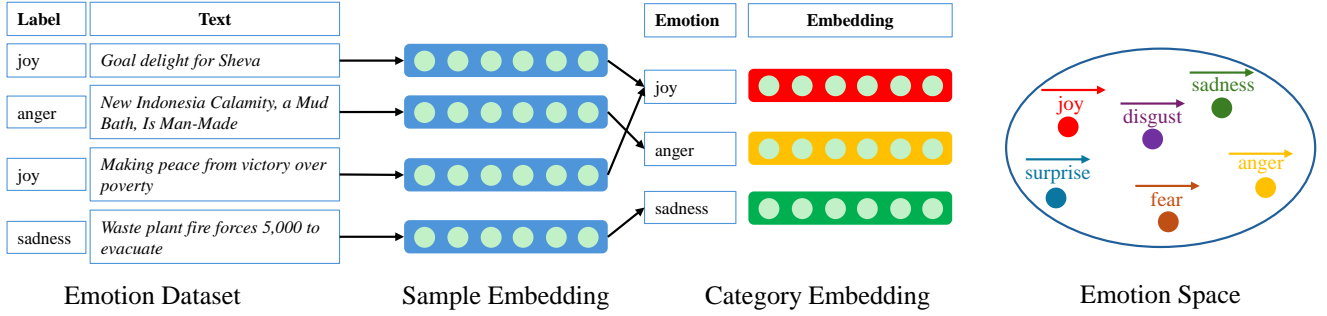 Label
Text
Emotion
Embedding
joy
Goal delight for Sheva
anger
New Indonesia Calamity, a Mud
Bath, Is Man-Made
joy
Making peace from victory over
poverty
sadness
Waste plant fire forces 5,000 to
evacuate
joy
anger
sadness
joy
disgust
sadness
surprise
fear
anger
Emotion Dataset
Sample Embedding
Category Embedding
Emotion Space